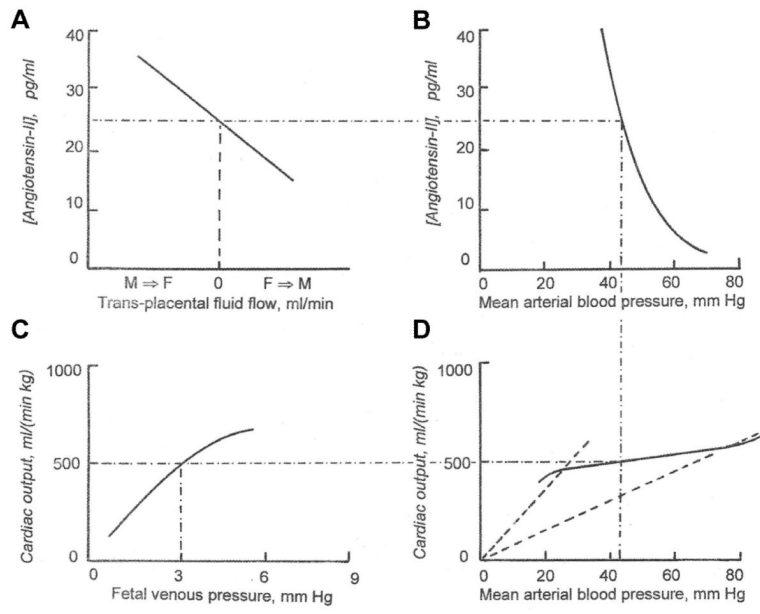 A
[Angiotensin-II], pg/ml
40
30
20
10
0
M ⇒ F 0 F ⇒ M
Trans-placental fluid flow, ml/min
B
[Angiotensin-II], pg/ml
40
30
20
10
0
0 20 40 60 80
Mean arterial blood pressure, mm Hg
C
Cardiac output, ml/(min kg)
1000
500
0
0 3 6 9
Fetal venous pressure, mm Hg
D
Cardiac output, ml/(min kg)
1000
500
0
0 20 40 60 80
Mean arterial blood pressure, mm Hg